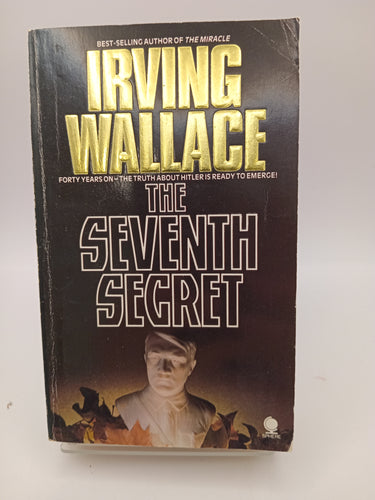 BEST-SELLING AUTHOR OF THE MIRACLE
IRVING
WALLACE
FORTY YEARS ON-THE TRUTH ABOUT HITLER IS READY TO EMERGE!
THE
SEVENTH
SECRET
SPHERE